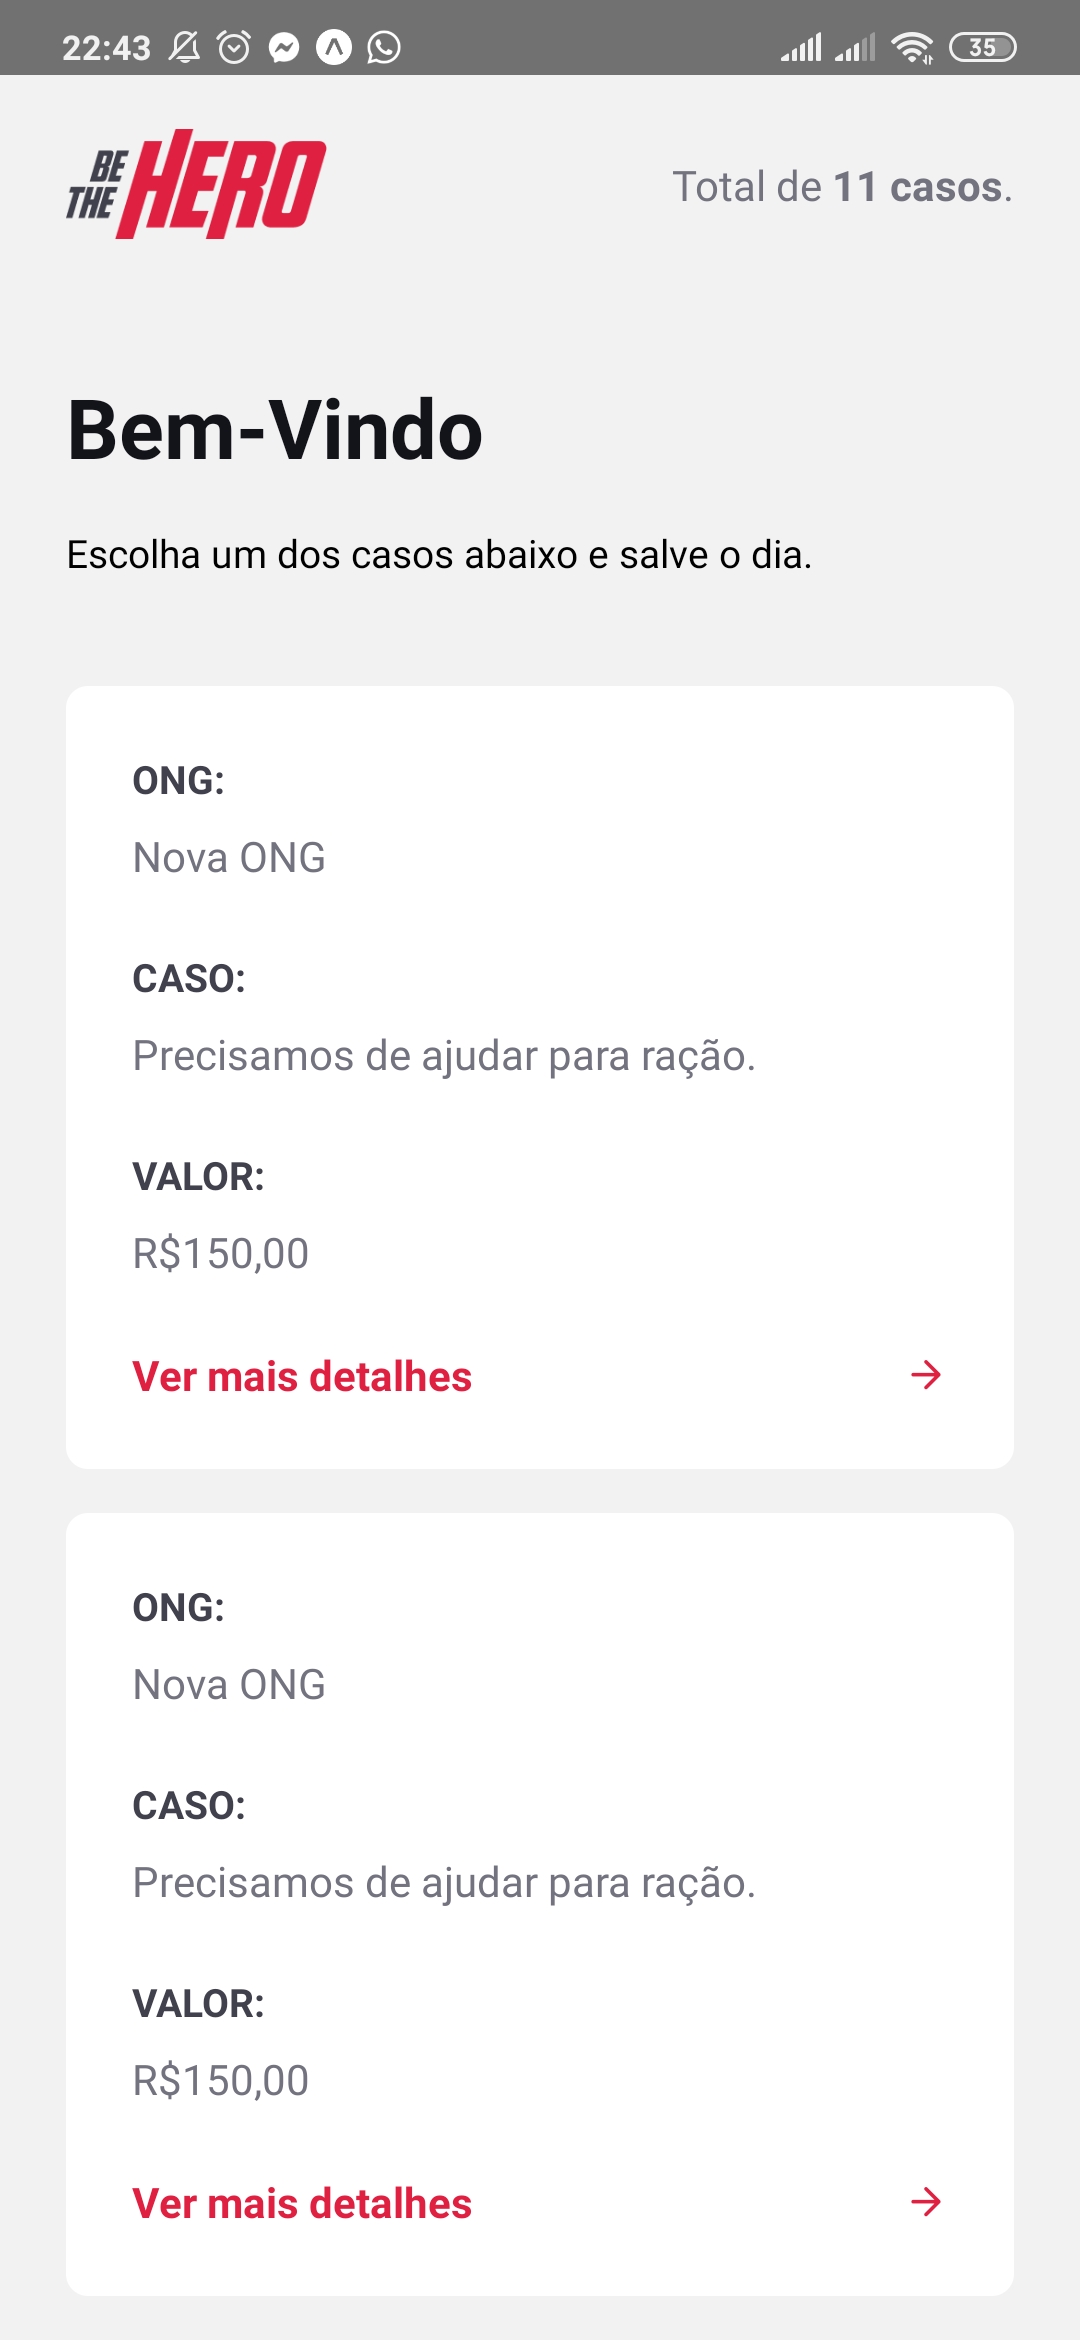 22:43
35
BE
THE HERO
Total de 11 casos.
Bem-Vindo
Escolha um dos casos abaixo e salve o dia.
ONG:
Nova ONG
CASO:
Precisamos de ajudar para ração.
VALOR:
R$150,00
Ver mais detalhes
ONG:
Nova ONG
CASO:
Precisamos de ajudar para ração.
VALOR:
R$150,00
Ver mais detalhes